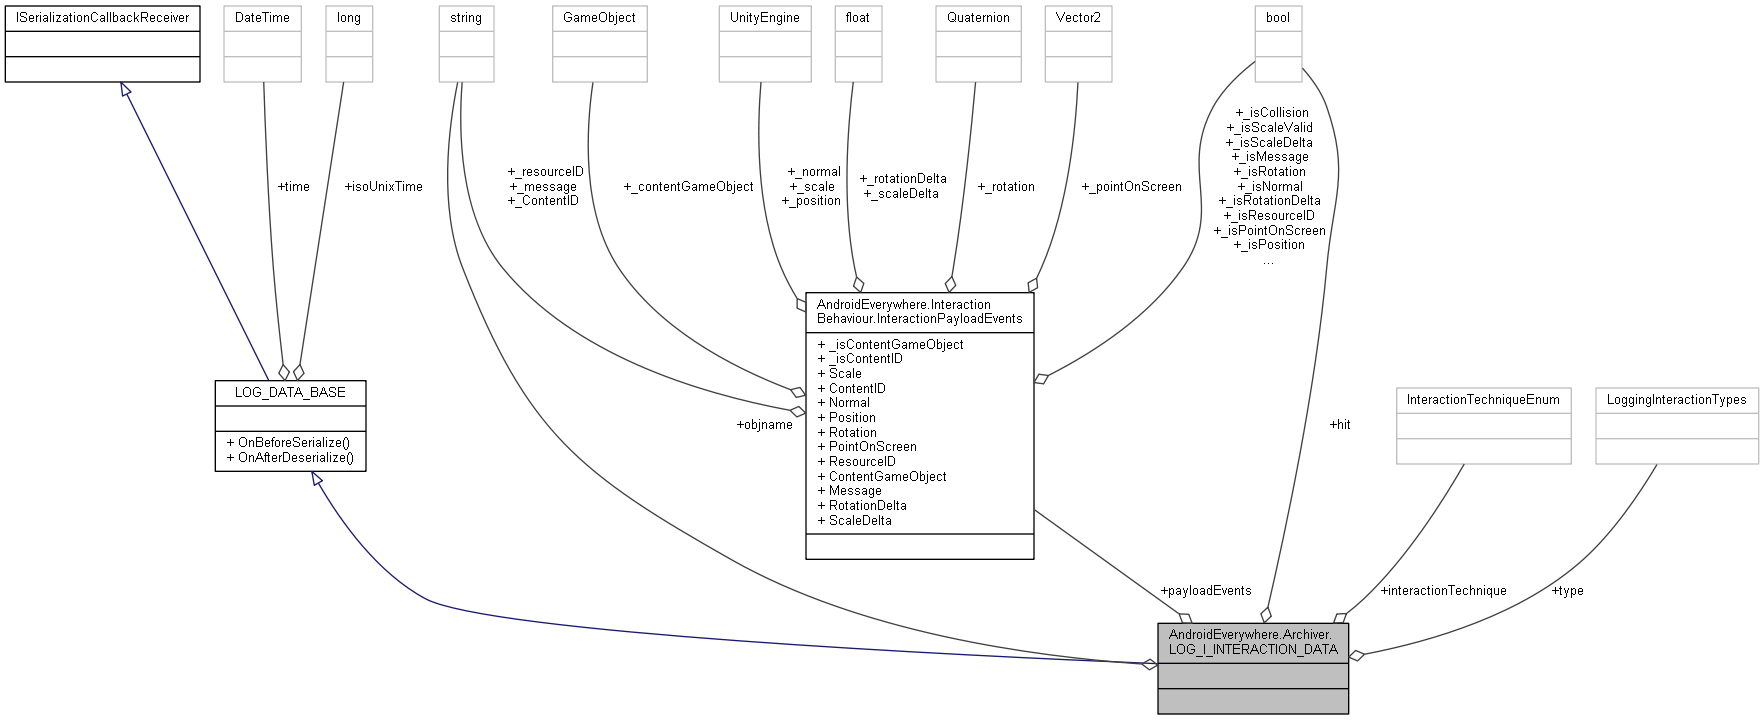 ISerializationCallbackReceiver
DateTime
long
string
GameObject
UnityEngine
float
Quaternion
Vector2
bool
+time
+isoUnixTime
+_resourceID
+_message
+_ContentID
+_contentGameObject
+_normal
+_scale
+_position
+_rotationDelta
+_scaleDelta
+_rotation
+_pointOnScreen
+_isCollision
+_isScaleValid
+_isScaleDelta
+_isMessage
+_isRotation
+_isNormal
+_isRotationDelta
+_isResourceID
+_isPointOnScreen
+_isPosition
...
AndroidEverywhere.Interaction
Behaviour.InteractionPayloadEvents
+ _isContentGameObject
+ _isContentID
+ Scale
+ ContentID
+ Normal
+ Position
+ Rotation
+ PointOnScreen
+ ResourceID
+ ContentGameObject
+ Message
+ RotationDelta
+ ScaleDelta
LOG_DATA_BASE
+ OnBeforeSerialize()
+ OnAfterDeserialize()
+objname
+hit
InteractionTechniqueEnum
LoggingInteractionTypes
+payloadEvents
+interactionTechnique
+type
AndroidEverywhere.Archiver.
LOG_I_INTERACTION_DATA